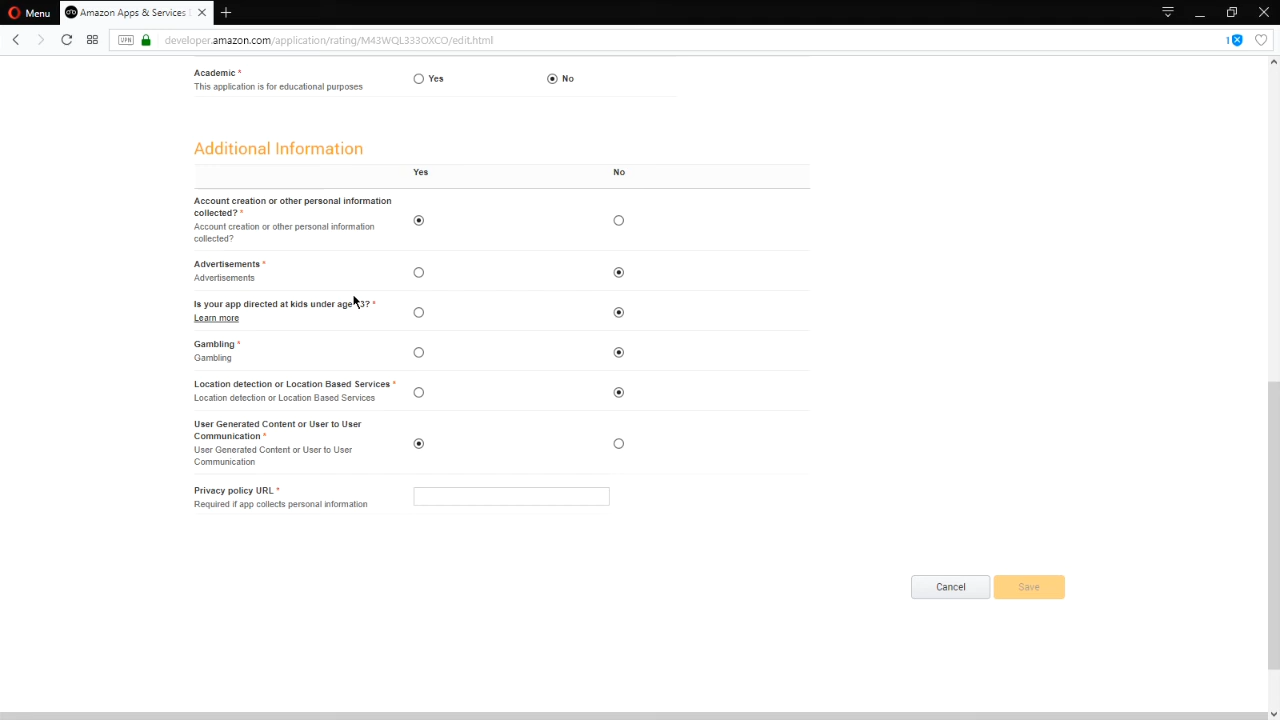 Menu
Amazon Apps & Services
VPN
developer.amazon.com/application/rating/M43WQL333OXCO/edit.html
1
Academic *
This application is for educational purposes
Yes
No
Additional Information
Yes
No
Account creation or other personal information
collected? *
Account creation or other personal information
collected?
Advertisements *
Advertisements
Is your app directed at kids under age 3? *
Learn more
Gambling *
Gambling
Location detection or Location Based Services *
Location detection or Location Based Services
User Generated Content or User to User
Communication *
User Generated Content or User to User
Communication
Privacy policy URL *
Required if app collects personal information
Cancel
Save